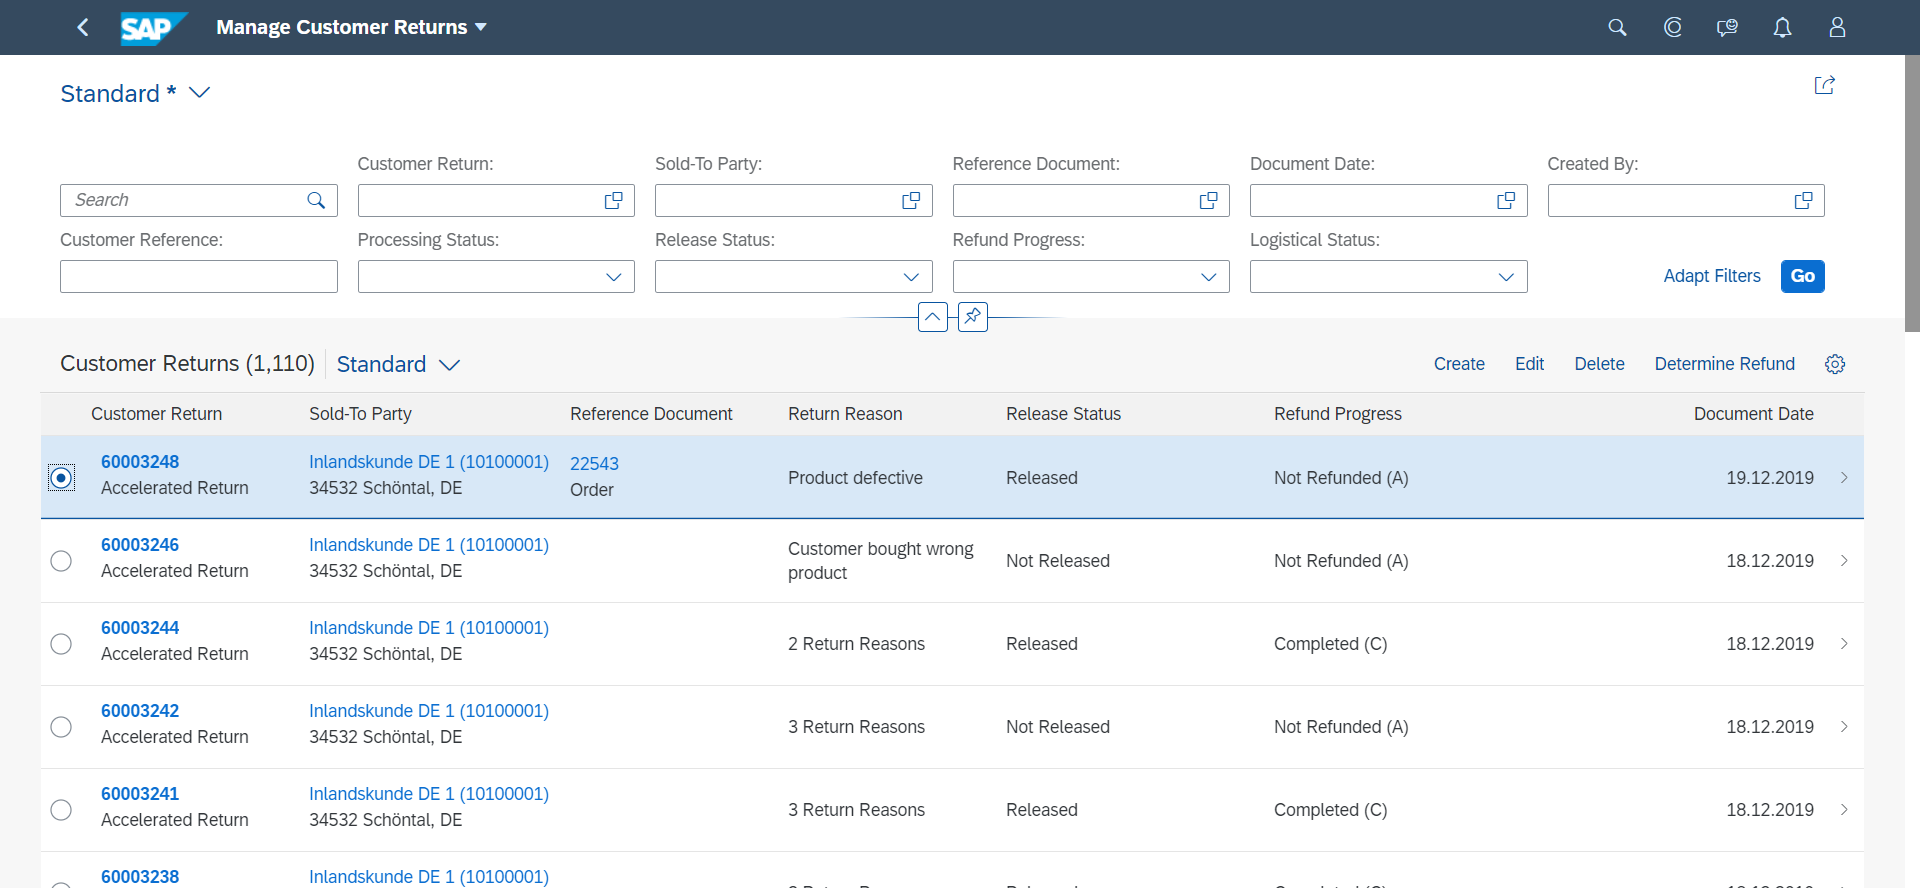 SAP Manage Customer Returns
Standard *
Customer Return: Sold-To Party: Reference Document: Document Date: Created By:
Search
Customer Reference: Processing Status: Release Status: Refund Progress: Logistical Status:
Adapt Filters Go
Customer Returns (1,110) Standard Create Edit Delete Determine Refund
Customer Return Sold-To Party Reference Document Return Reason Release Status Refund Progress Document Date
60003248 Inlandskunde DE 1 (10100001) 22543
Accelerated Return 34532 Schöntal, DE Order Product defective Released Not Refunded (A) 19.12.2019
60003246 Inlandskunde DE 1 (10100001) Customer bought wrong
Accelerated Return 34532 Schöntal, DE product Not Released Not Refunded (A) 18.12.2019
60003244 Inlandskunde DE 1 (10100001)
Accelerated Return 34532 Schöntal, DE 2 Return Reasons Released Completed (C) 18.12.2019
60003242 Inlandskunde DE 1 (10100001)
Accelerated Return 34532 Schöntal, DE 3 Return Reasons Not Released Not Refunded (A) 18.12.2019
60003241 Inlandskunde DE 1 (10100001)
Accelerated Return 34532 Schöntal, DE 3 Return Reasons Released Completed (C) 18.12.2019
60003238 Inlandskunde DE 1 (10100001)